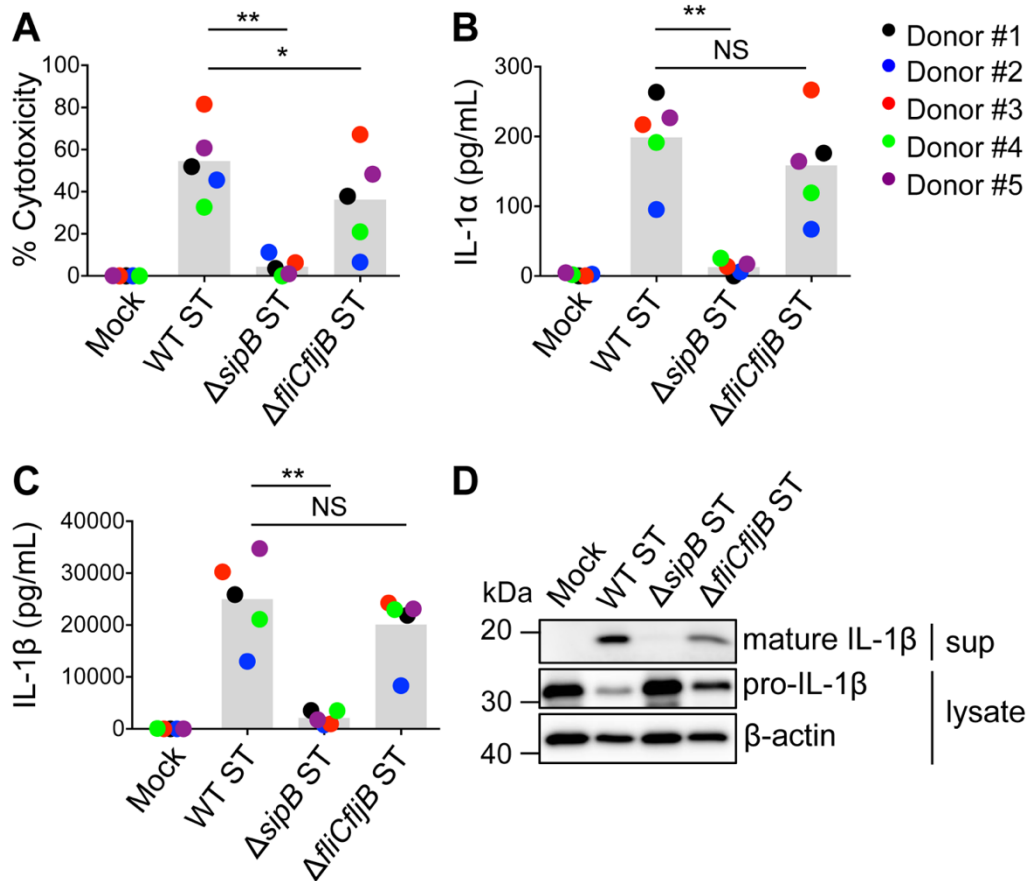 A
**
*
% Cytotoxicity
100
80
60
40
20
0
Mock
WT ST
ΔsipB ST
ΔfliCfljB ST
B
**
NS
IL-1α (pg/mL)
300
200
100
0
Mock
WT ST
ΔsipB ST
ΔfliCfljB ST
Donor #1
Donor #2
Donor #3
Donor #4
Donor #5
C
**
NS
IL-1β (pg/mL)
40000
30000
20000
10000
0
Mock
WT ST
ΔsipB ST
ΔfliCfljB ST
D
Mock
WT ST
ΔsipB ST
ΔfliCfljB ST
kDa
20
mature IL-1β
sup
30
pro-IL-1β
lysate
40
β-actin